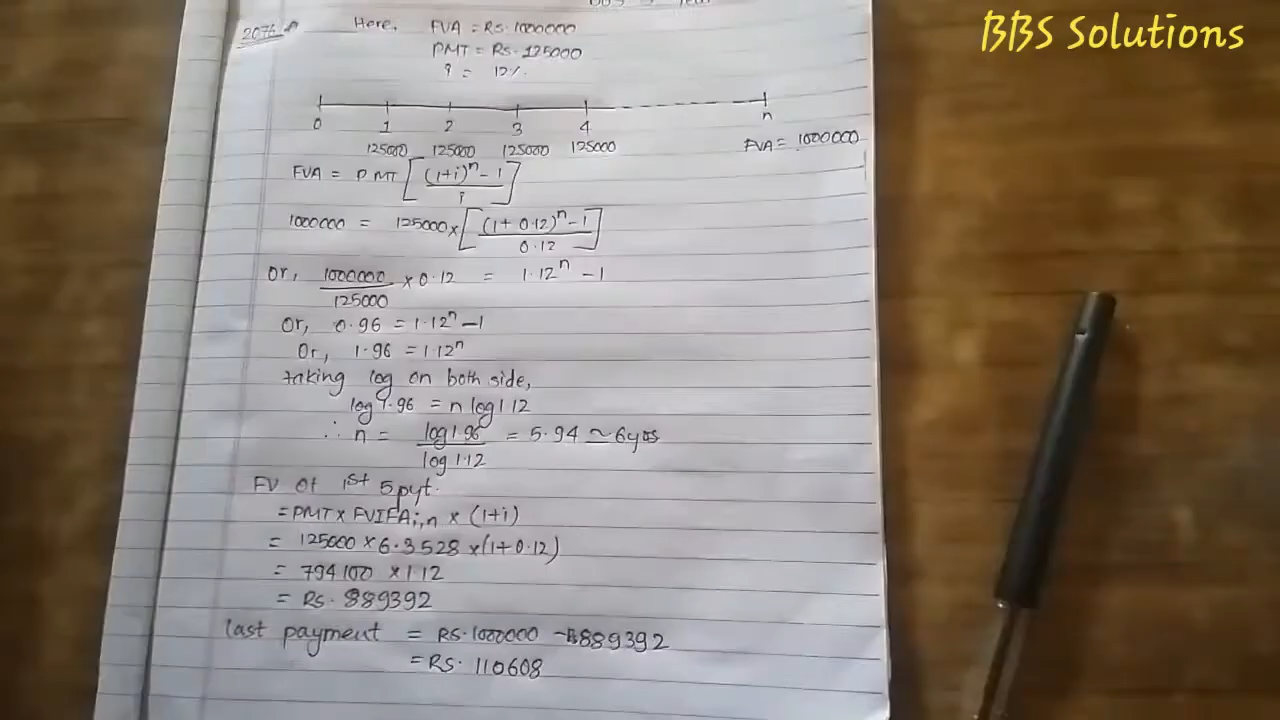 BBS Solutions
2076
Here, FVA = RS. 1000000
PMT = RS. 125000
i = 12%.
0 1 2 3 4 n
125000 125000 125000 125000 FVA = 1000000
FVA = PMT [ (1+i)^n - 1 / i ]
1000000 = 125000 x [ (1 + 0.12)^n - 1 / 0.12 ]
Or, 1000000 / 125000 x 0.12 = 1.12^n - 1
Or, 0.96 = 1.12^n - 1
Or, 1.96 = 1.12^n
taking log on both side,
log 1.96 = n log 1.12
∴ n = log 1.96 / log 1.12 = 5.94 ~ 6yrs
FV of 1st 5 pyt.
= PMT x FVIFA i,n x (1+i)
= 125000 x 6.3528 x (1+0.12)
= 794100 x 1.12
= RS. 889392
last payment = RS. 1000000 - 889392
= RS. 110608